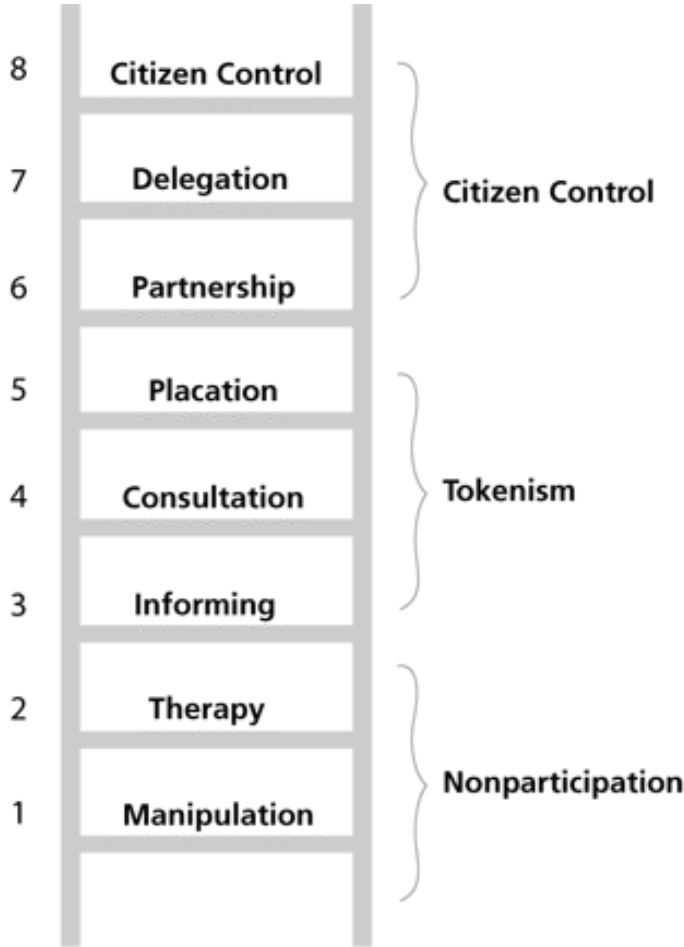 8 Citizen Control
7 Delegation
Citizen Control
6 Partnership
5 Placation
4 Consultation
Tokenism
3 Informing
2 Therapy
Nonparticipation
1 Manipulation